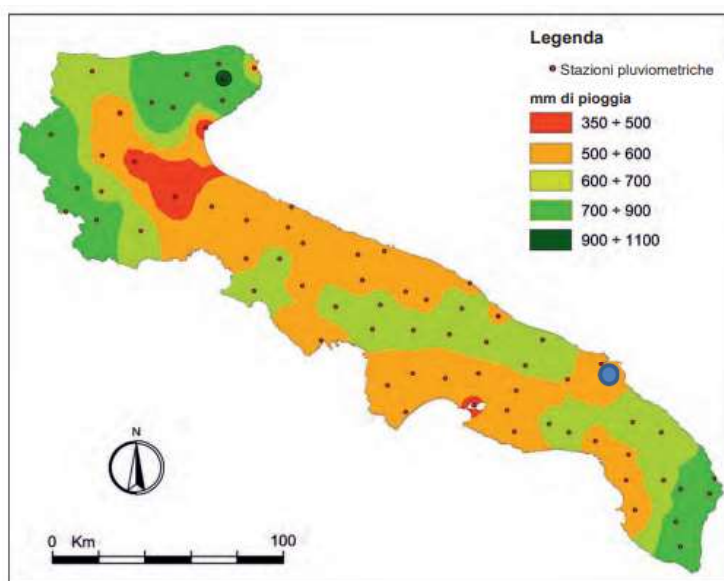 Legenda
Stazioni pluviometriche
mm di pioggia
350 ÷ 500
500 ÷ 600
600 ÷ 700
700 ÷ 900
900 ÷ 1100
N
0 Km 100